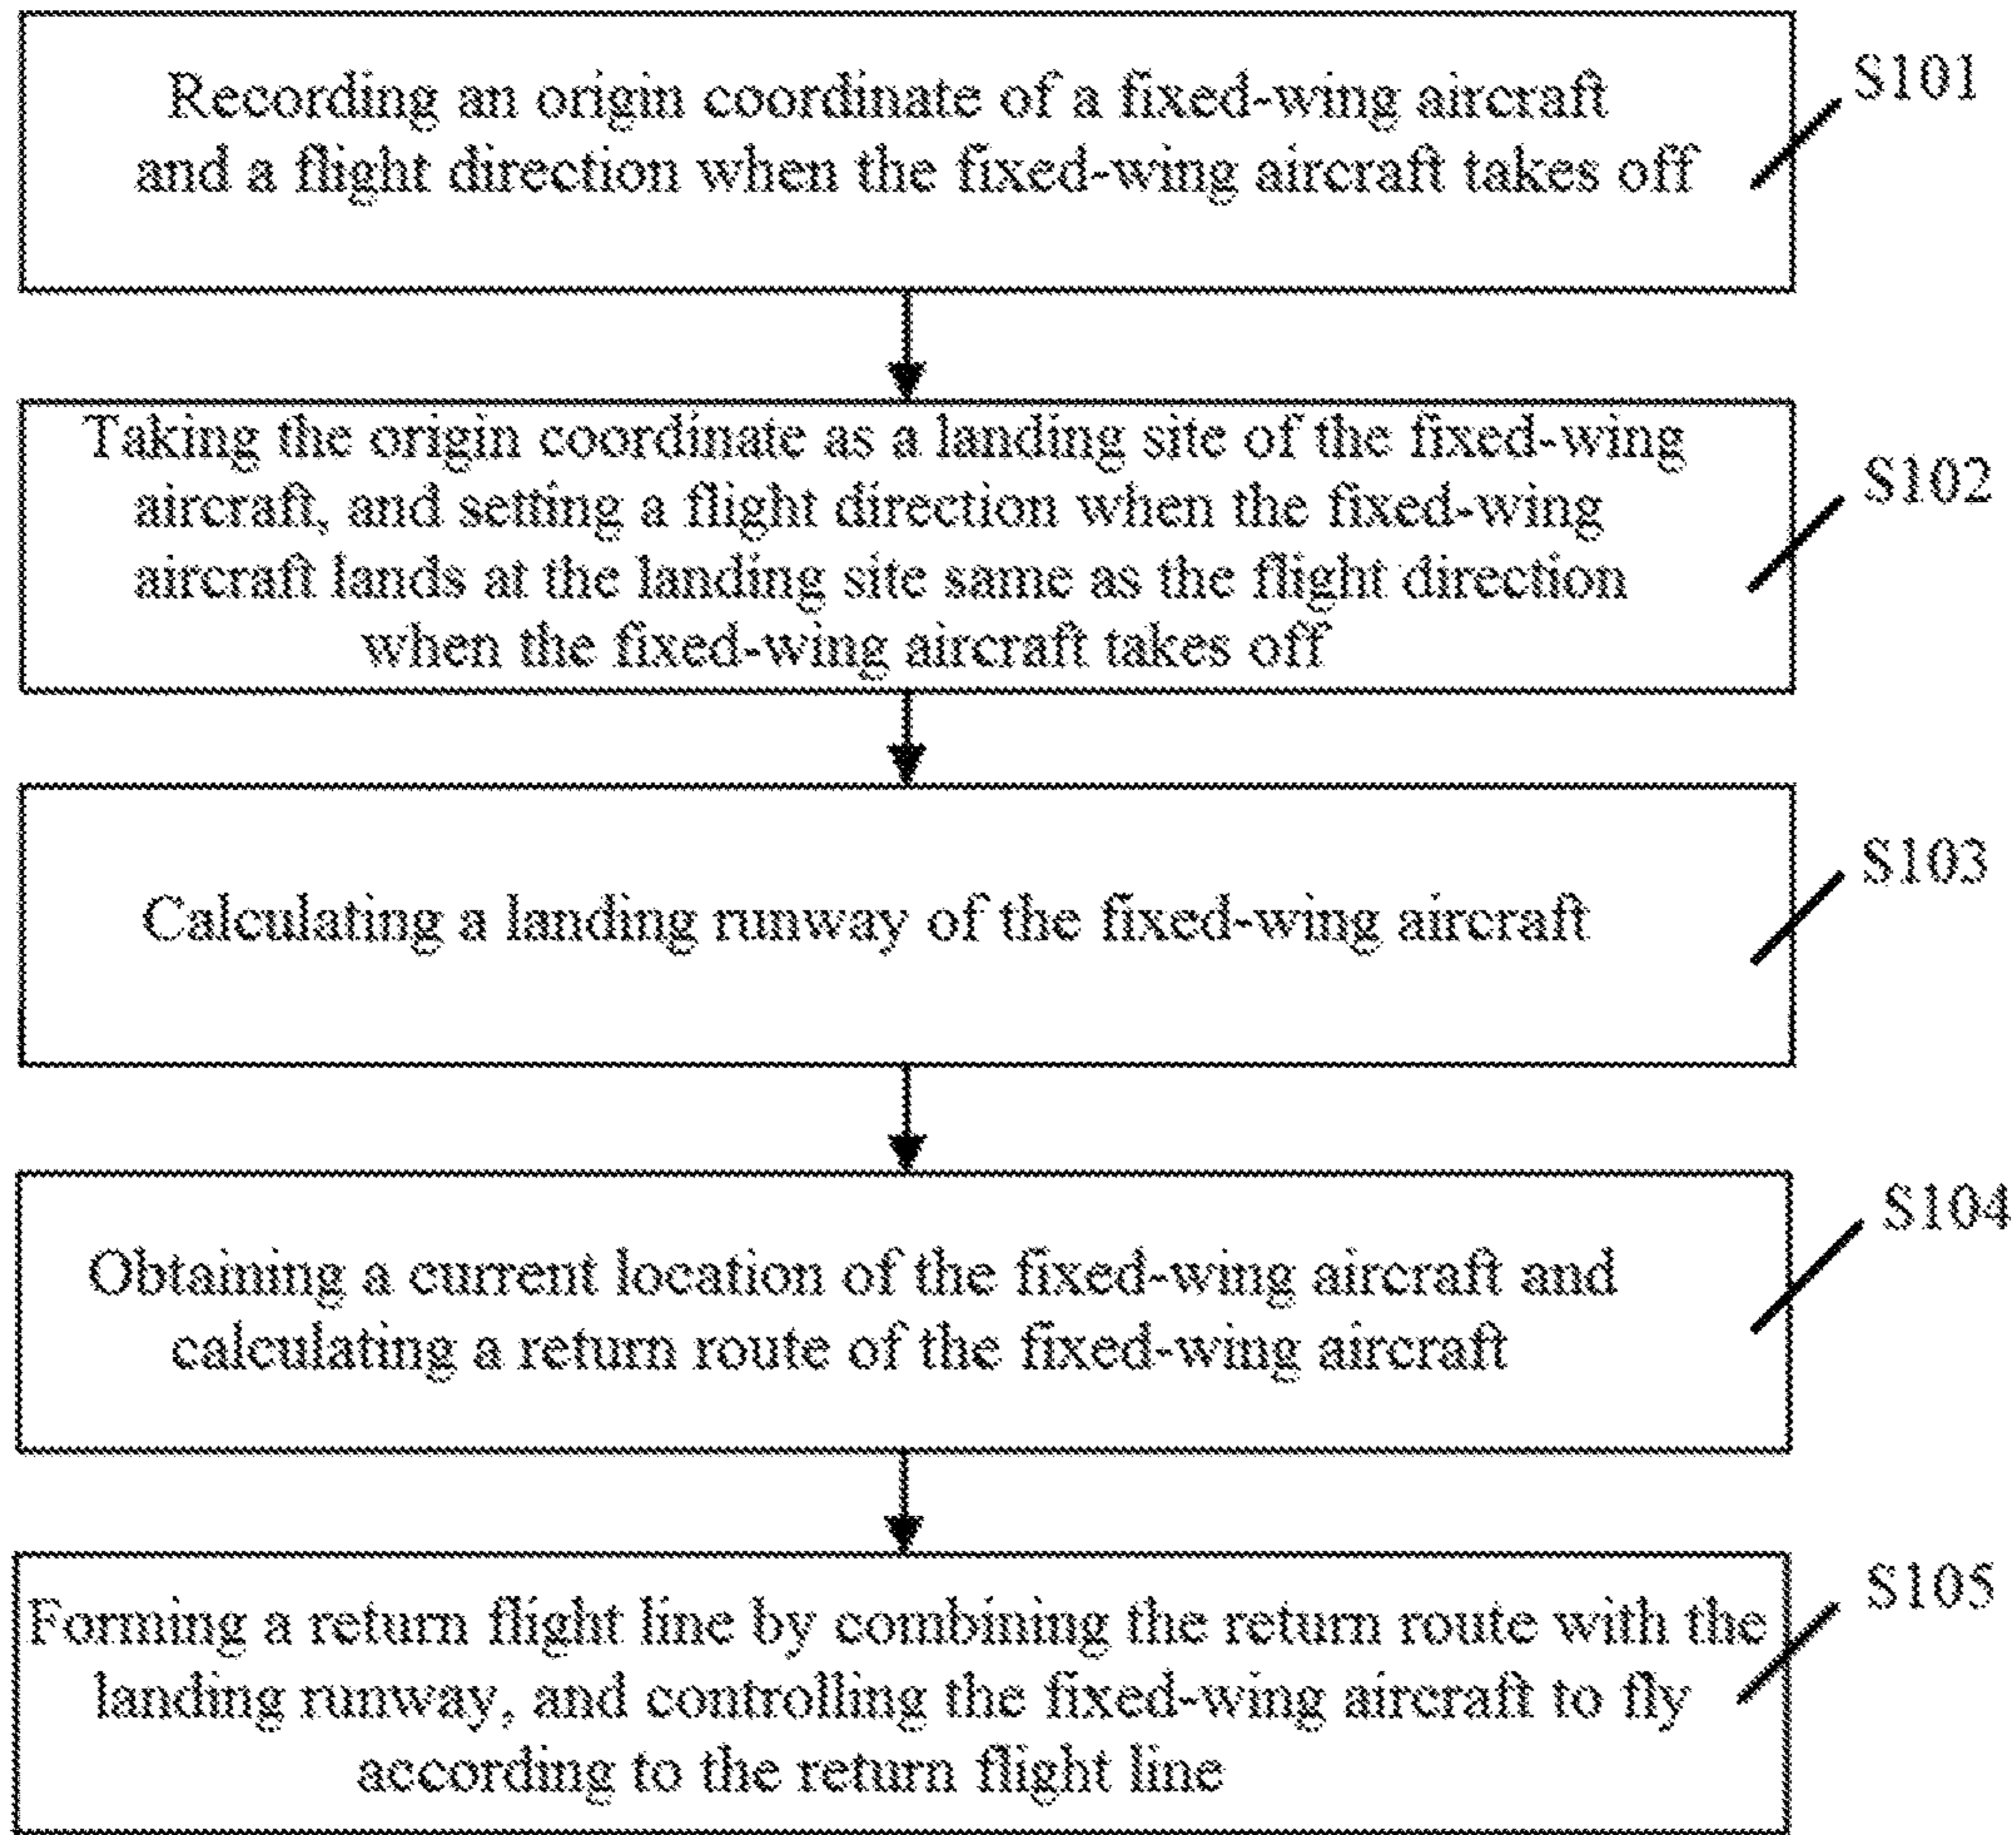 Recording an origin coordinate of a fixed-wing aircraft
and a flight direction when the fixed-wing aircraft takes off
S101
Taking the origin coordinate as a landing site of the fixed-wing
aircraft, and setting a flight direction when the fixed-wing
aircraft lands at the landing site same as the flight direction
when the fixed-wing aircraft takes off
S102
Calculating a landing runway of the fixed-wing aircraft
S103
Obtaining a current location of the fixed-wing aircraft and
calculating a return route of the fixed-wing aircraft
S104
Forming a return flight line by combining the return route with the
landing runway, and controlling the fixed-wing aircraft to fly
according to the return flight line
S105